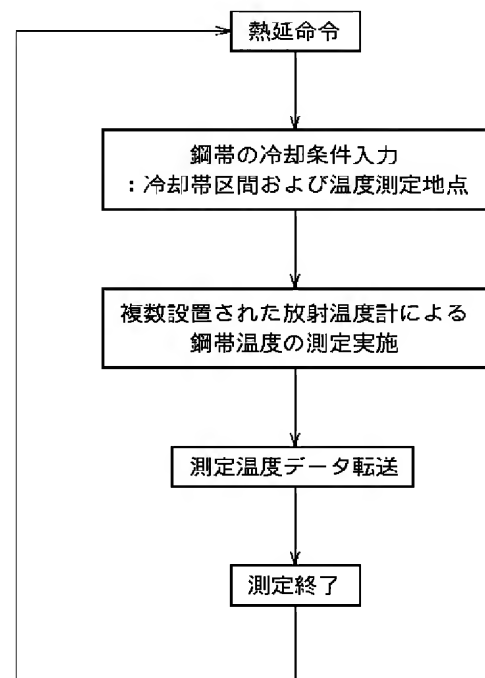 熱延命令
鋼帯の冷却条件入力
：冷却帯区間および温度測定地点
複数設置された放射温度計による
鋼帯温度の測定実施
測定温度データ転送
測定終了